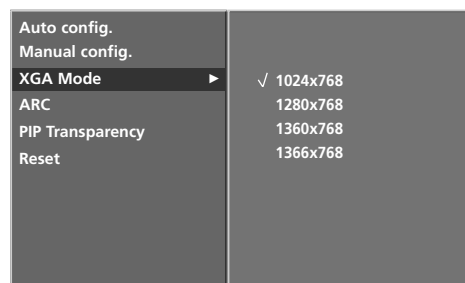 Auto config.
Manual config.
XGA Mode ►
ARC
PIP Transparency
Reset
√ 1024x768
1280x768
1360x768
1366x768